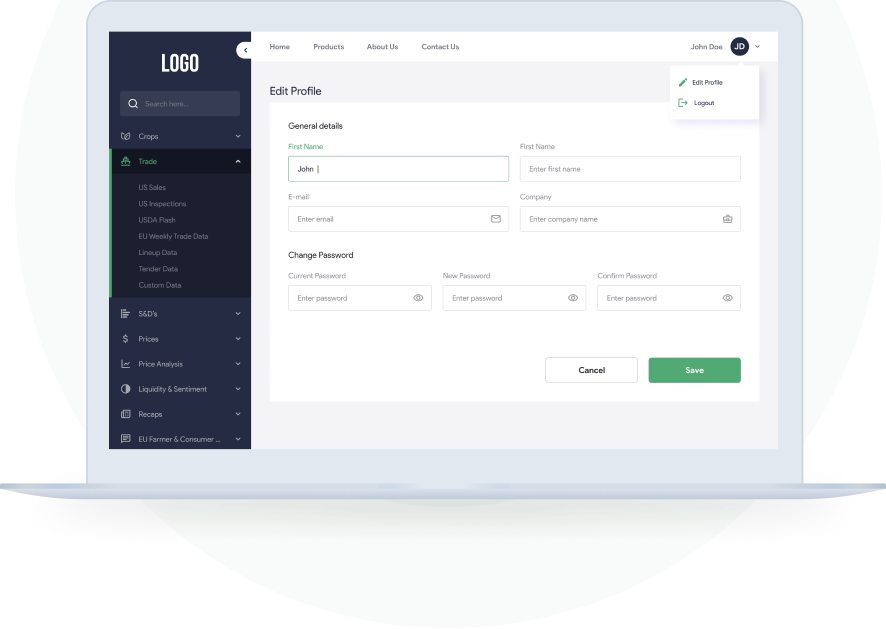 LOGO
Search here...
Crops
Trade
US Sales
US Inspections
USDA Flash
EU Weekly Trade Data
Lineup Data
Tender Data
Custom Data
S&D's
Prices
Price Analysis
Liquidity & Sentiment
Recaps
EU Farmer & Consumer ...
Home Products About Us Contact Us
John Doe JD
Edit Profile
Logout
Edit Profile
General details
First Name First Name
John Enter first name
E-mail Company
Enter email Enter company name
Change Password
Current Password New Password Confirm Password
Enter password Enter password Enter password
Cancel Save